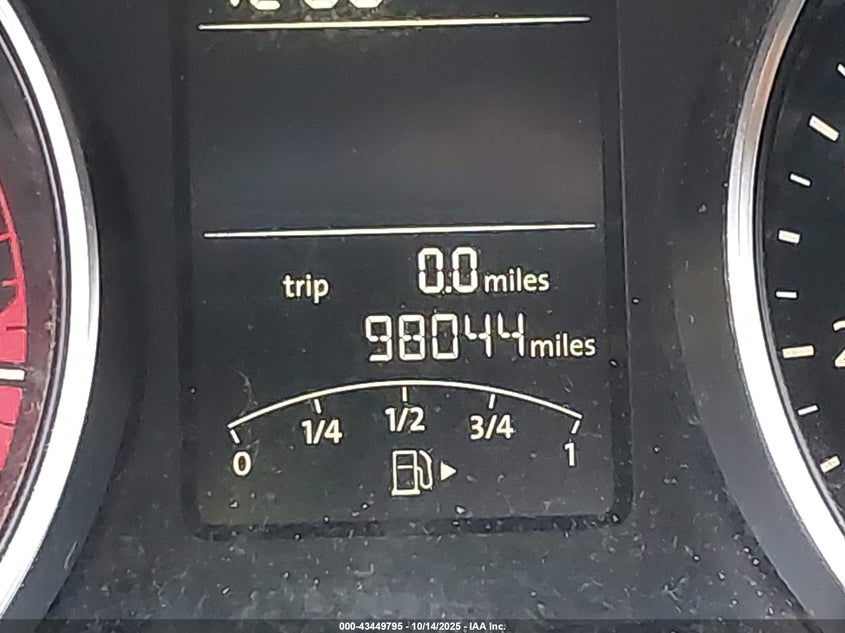 trip 0.0 miles
98044 miles
0 1/4 1/2 3/4 1
000-43449795 - 10/14/2025 - IAA Inc.